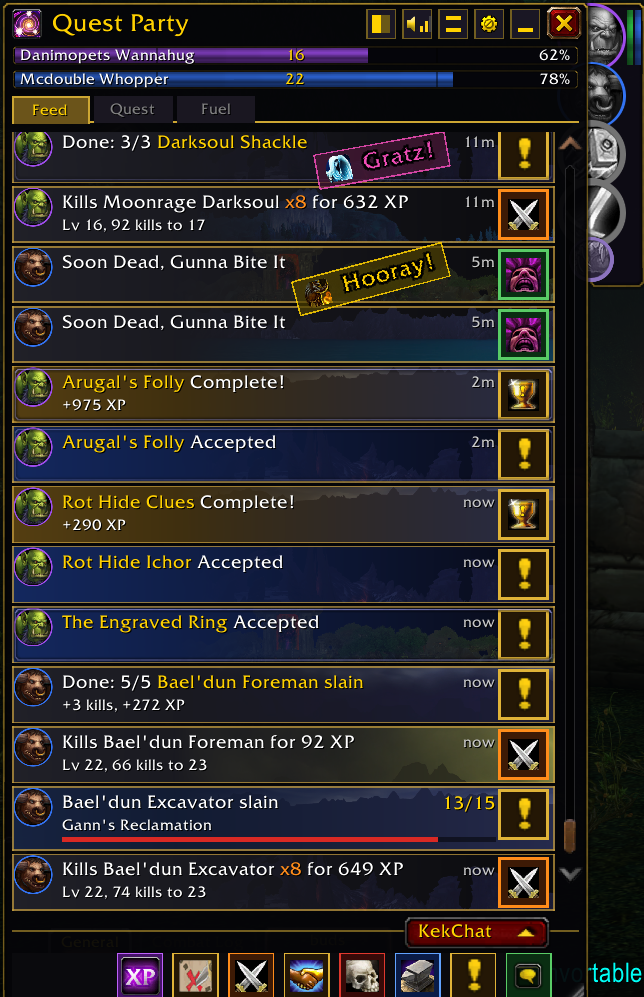 Quest Party
Danimopets Wannahug 16 62%
Mcdouble Whopper 22 78%
Feed Quest Fuel
Done: 3/3 Darksoul Shackle 11m
Gratz!
Kills Moonrage Darksoul x8 for 632 XP 11m
Lv 16, 92 kills to 17
Soon Dead, Gunna Bite It 5m
Hooray!
Soon Dead, Gunna Bite It 5m
Arugal's Folly Complete! 2m
+975 XP
Arugal's Folly Accepted 2m
Rot Hide Clues Complete! now
+290 XP
Rot Hide Ichor Accepted now
The Engraved Ring Accepted now
Done: 5/5 Bael'dun Foreman slain now
+3 kills, +272 XP
Kills Bael'dun Foreman for 92 XP now
Lv 22, 66 kills to 23
Bael'dun Excavator slain 13/15
Gann's Reclamation
Kills Bael'dun Excavator x8 for 649 XP now
Lv 22, 74 kills to 23
KekChat
General
XP